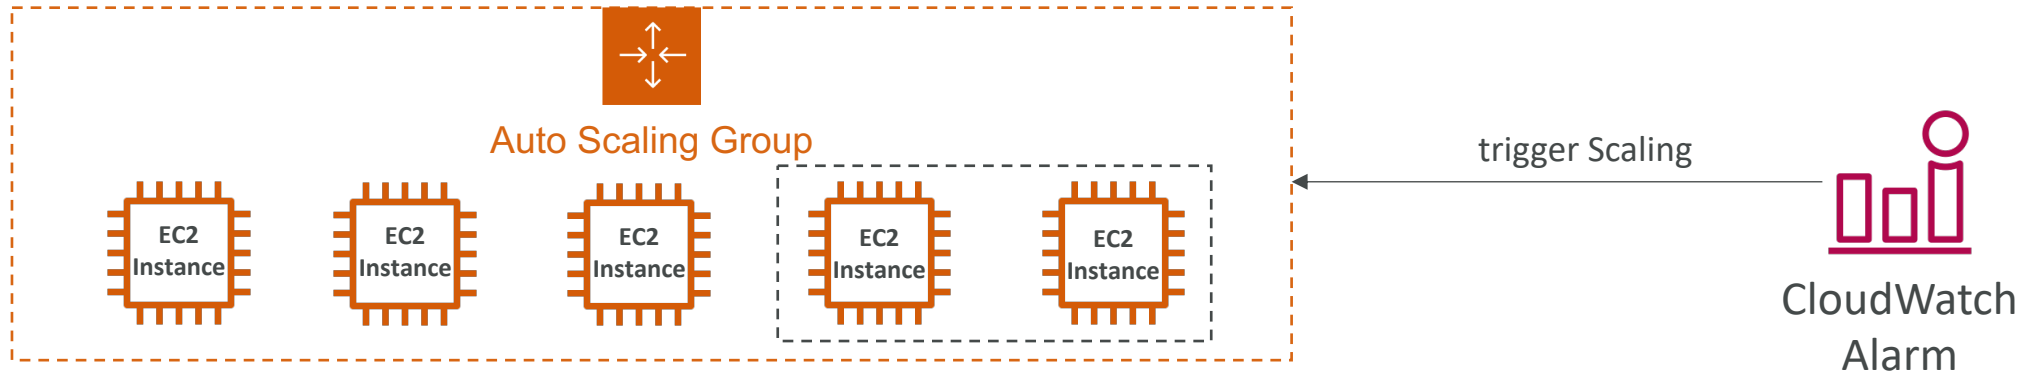 Auto Scaling Group
EC2
Instance
EC2
Instance
EC2
Instance
EC2
Instance
EC2
Instance
trigger Scaling
CloudWatch
Alarm